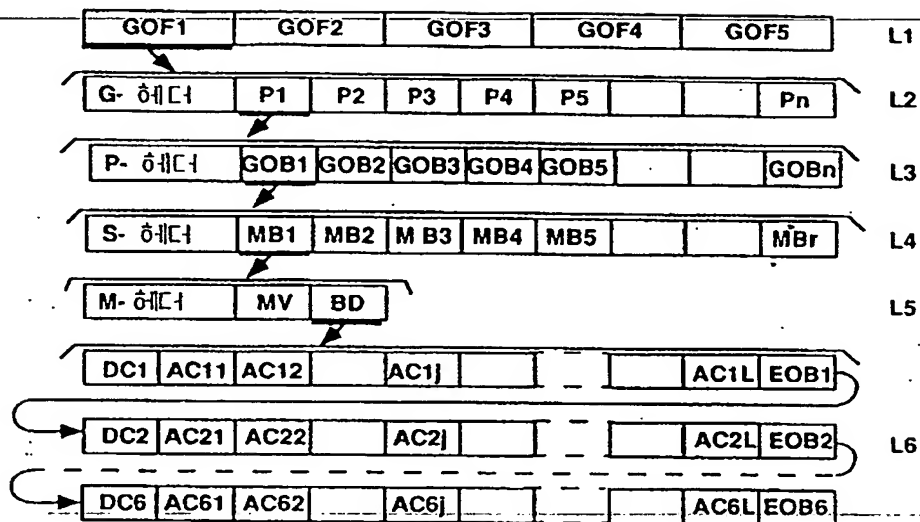 GOF1 GOF2 GOF3 GOF4 GOF5 L1
G- 헤더 P1 P2 P3 P4 P5 Pn L2
P- 헤더 GOB1 GOB2 GOB3 GOB4 GOB5 GOBn L3
S- 헤더 MB1 MB2 M B3 MB4 MB5 MBr L4
M- 헤더 MV BD L5
DC1 AC11 AC12 AC1j AC1L EOB1
DC2 AC21 AC22 AC2j AC2L EOB2 L6
DC6 AC61 AC62 AC6j AC6L EOB6